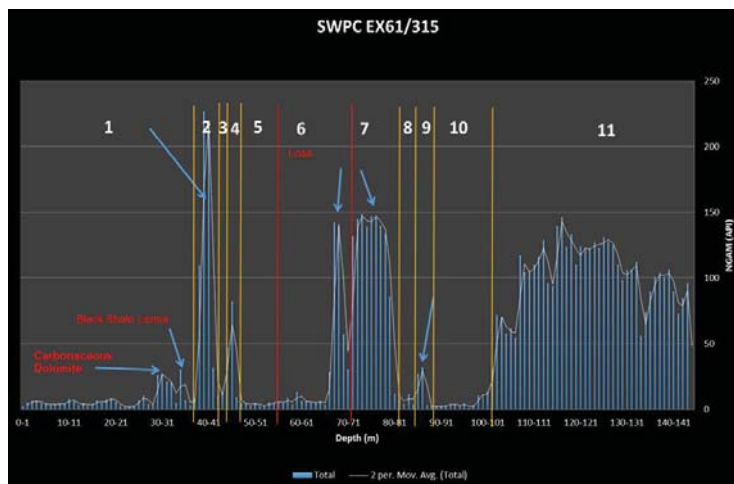 SWPC EX61/315
250
1 2 3 4 5 6 7 8 9 10 11
200
150
NGAM (API)
100
Black Shale Lense
50
Carbonaceous
Dolomite
0
0-1 10-11 20-21 30-31 40-41 50-51 60-61 70-71 80-81 90-91 100-101 110-111 120-121 130-131 140-141
Depth (m)
Total 2 per. Mov. Avg. (Total)